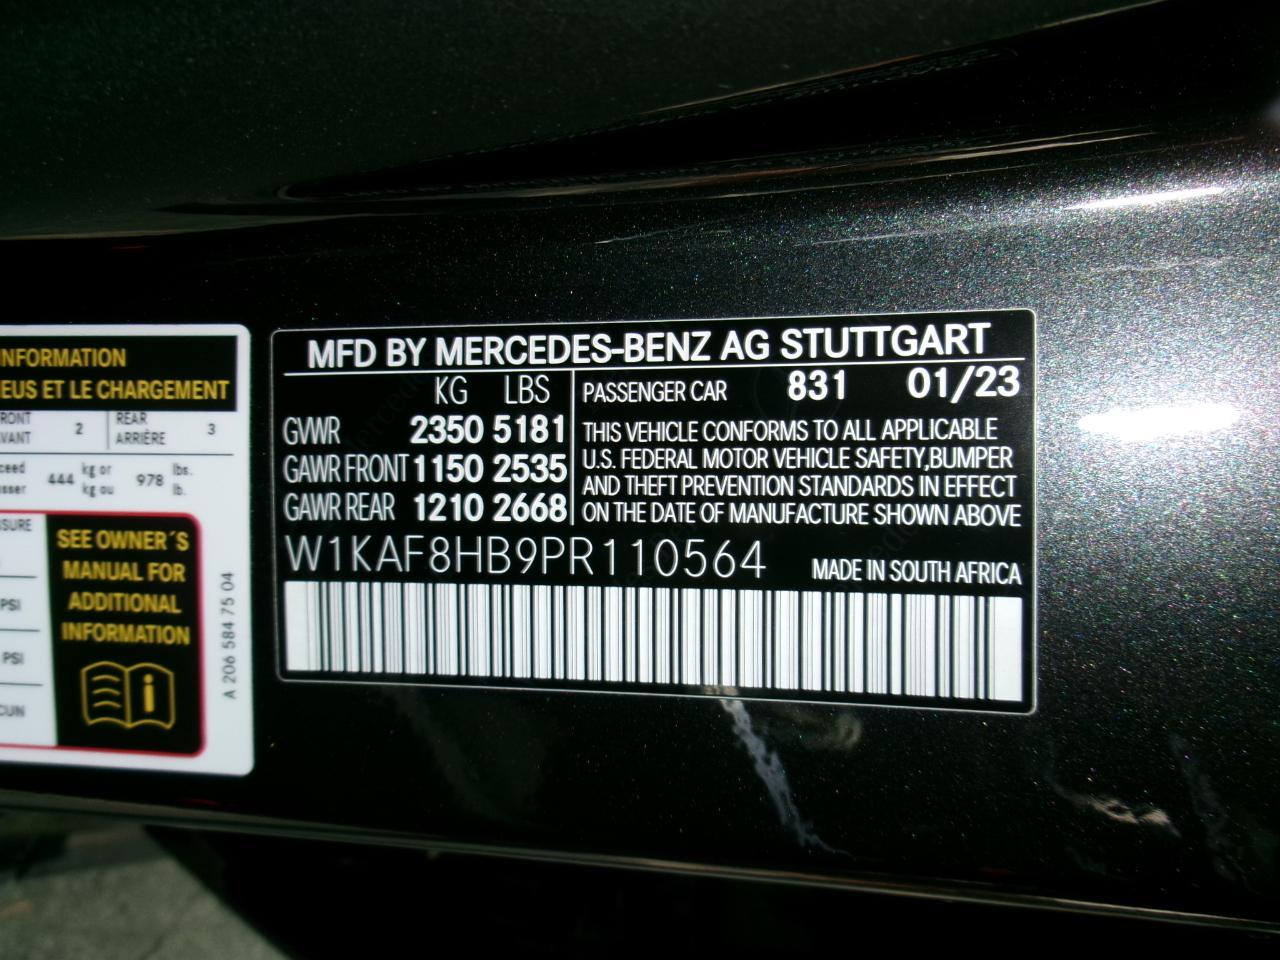 INFORMATION
EUS ET LE CHARGEMENT
FRONT 2 REAR 3
AVANT ARRIÈRE
444 kg or 978 lbs.
kg ou lb.
PSI
PSI
SEE OWNER´S
MANUAL FOR
ADDITIONAL
INFORMATION
A 206 584 75 04
MFD BY MERCEDES-BENZ AG STUTTGART
KG LBS
GWR 2350 5181
GAWR FRONT 1150 2535
GAWR REAR 1210 2668
PASSENGER CAR 831 01/23
THIS VEHICLE CONFORMS TO ALL APPLICABLE
U.S. FEDERAL MOTOR VEHICLE SAFETY,BUMPER
AND THEFT PREVENTION STANDARDS IN EFFECT
ON THE DATE OF MANUFACTURE SHOWN ABOVE
W1KAF8HB9PR110564
MADE IN SOUTH AFRICA